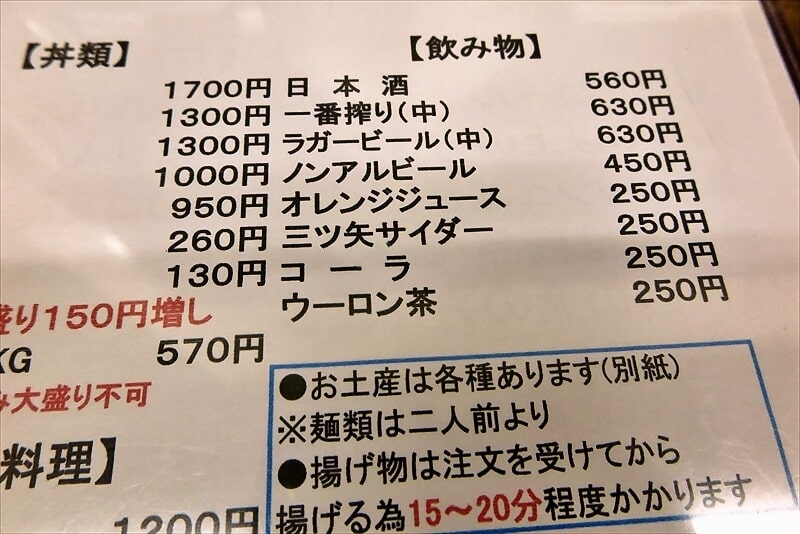 【丼類】
1700円
1300円
1300円
1000円
950円
260円
130円
盛り150円増し
KG 570円
み大盛り不可
料理】
1200円
【飲み物】
日本酒 560円
一番搾り(中) 630円
ラガービール(中) 630円
ノンアルビール 450円
オレンジジュース 250円
三ツ矢サイダー 250円
コーラ 250円
ウーロン茶 250円
●お土産は各種あります(別紙)
※麺類は二人前より
●揚げ物は注文を受けてから
揚げる為15～20分程度かかります